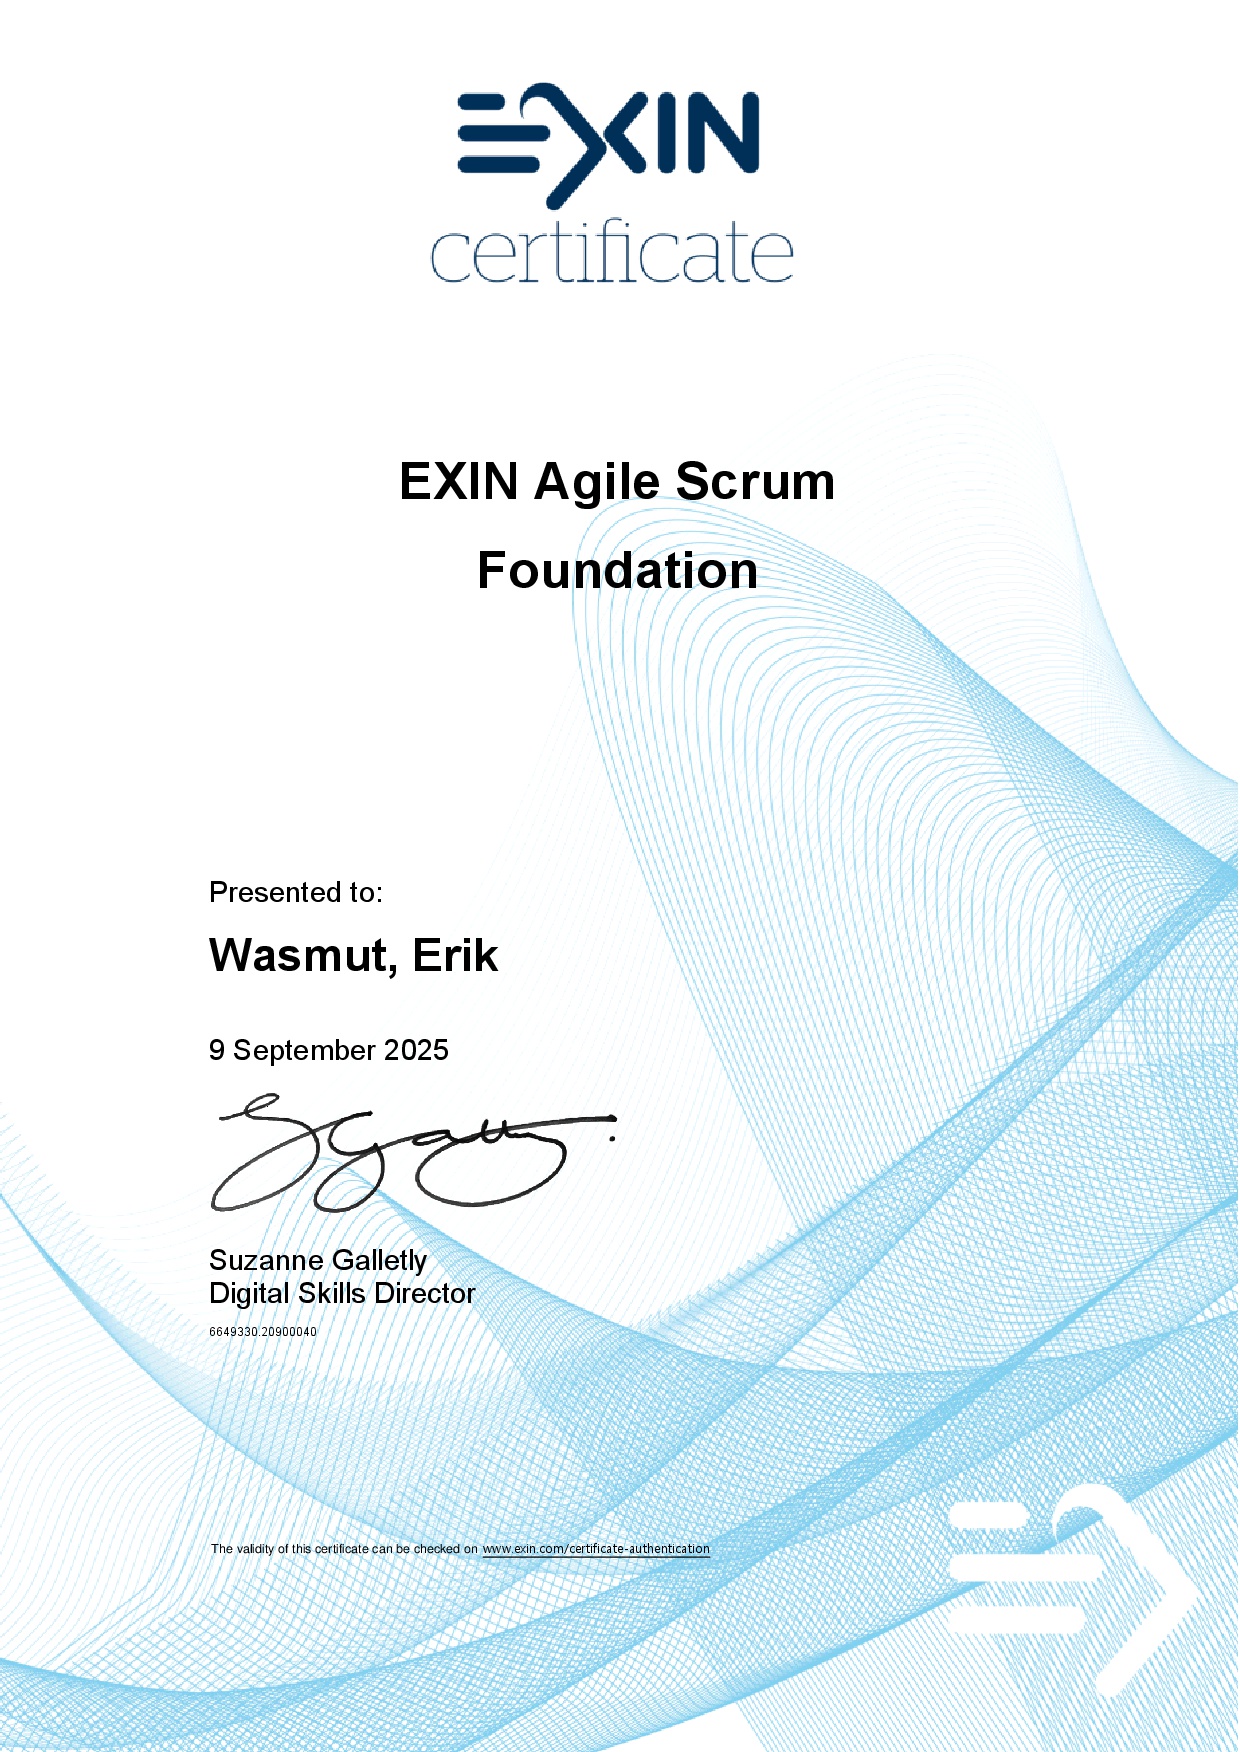 EXIN
certificate
EXIN Agile Scrum
Foundation
Presented to:
Wasmut, Erik
9 September 2025
SGalletly.
Suzanne Galletly
Digital Skills Director
6649330.20900040
The validity of this certificate can be checked on www.exin.com/certificate-authentication